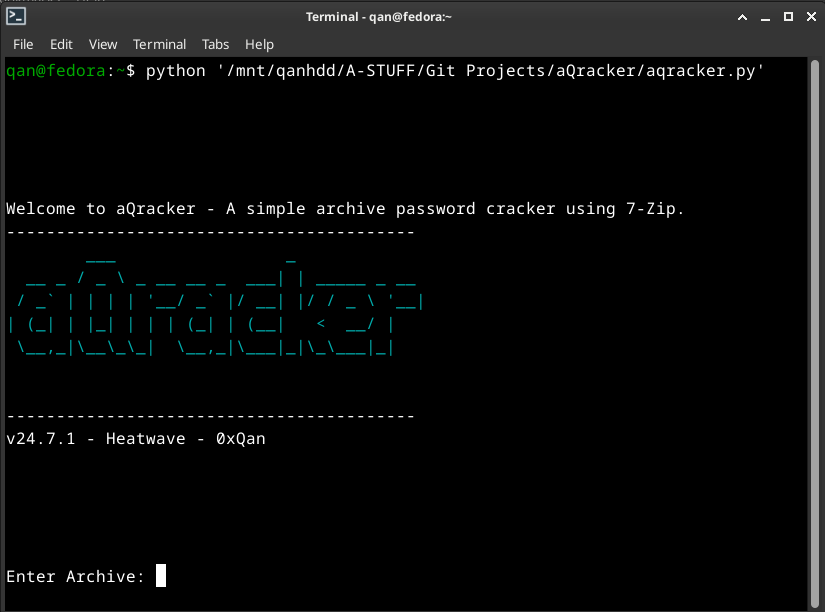 Terminal - qan@fedora:~
File Edit View Terminal Tabs Help
qan@fedora:~$ python '/mnt/qanhdd/A-STUFF/Git Projects/aQracker/aqracker.py'
Welcome to aQracker - A simple archive password cracker using 7-Zip.
-----------------------------------------
aQracker
-----------------------------------------
v24.7.1 - Heatwave - 0xQan
Enter Archive: